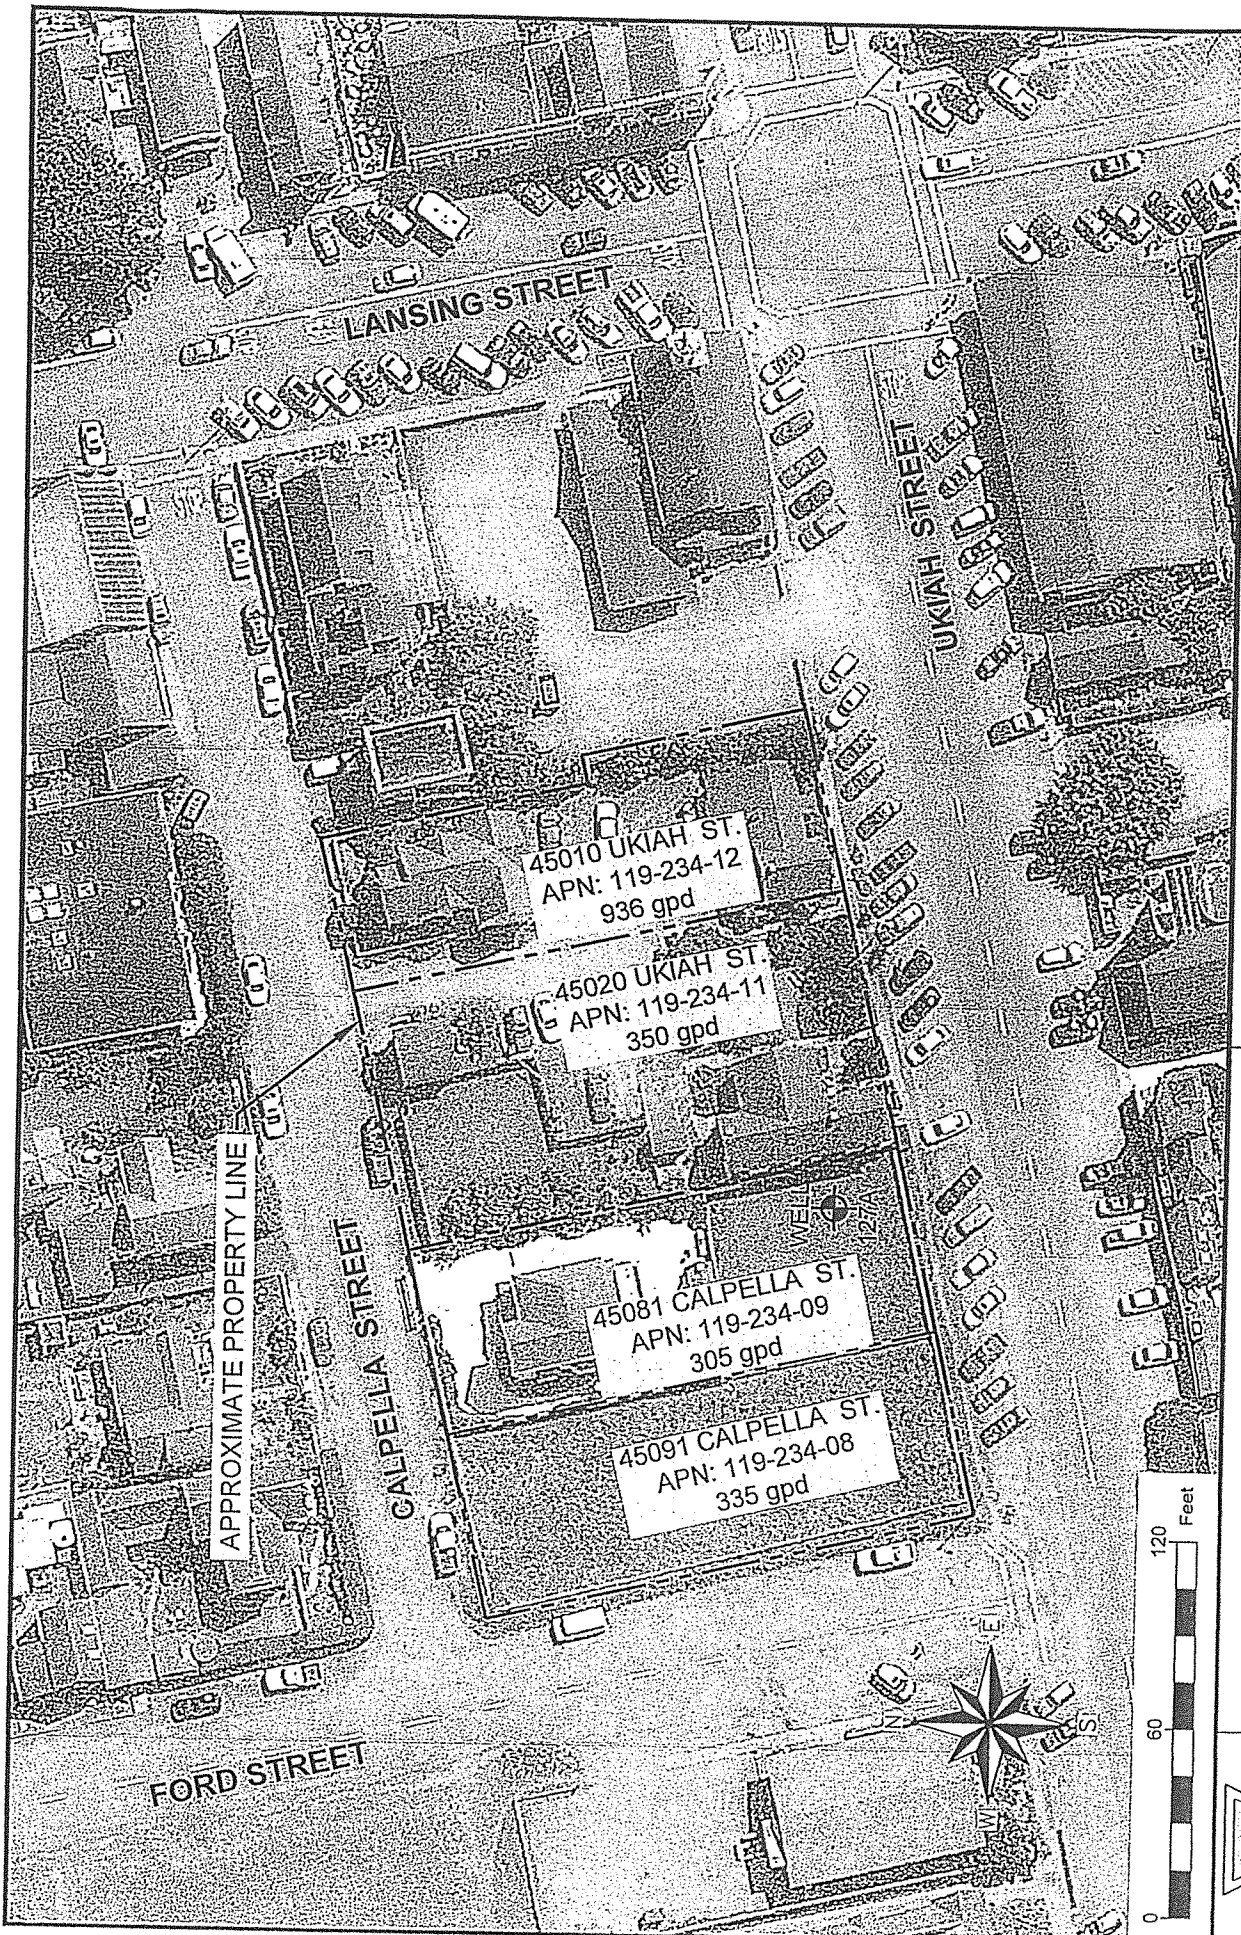 LANSING STREET
UKIAH STREET
45010 UKIAH ST.
APN: 119-234-12
936 gpd
45020 UKIAH ST.
APN: 119-234-11
350 gpd
APPROXIMATE PROPERTY LINE
CALPELLA STREET
WELL
127A
45081 CALPELLA ST.
APN: 119-234-09
305 gpd
45091 CALPELLA ST.
APN: 119-234-08
335 gpd
FORD STREET
N
E
S
W
0
60
120
Feet